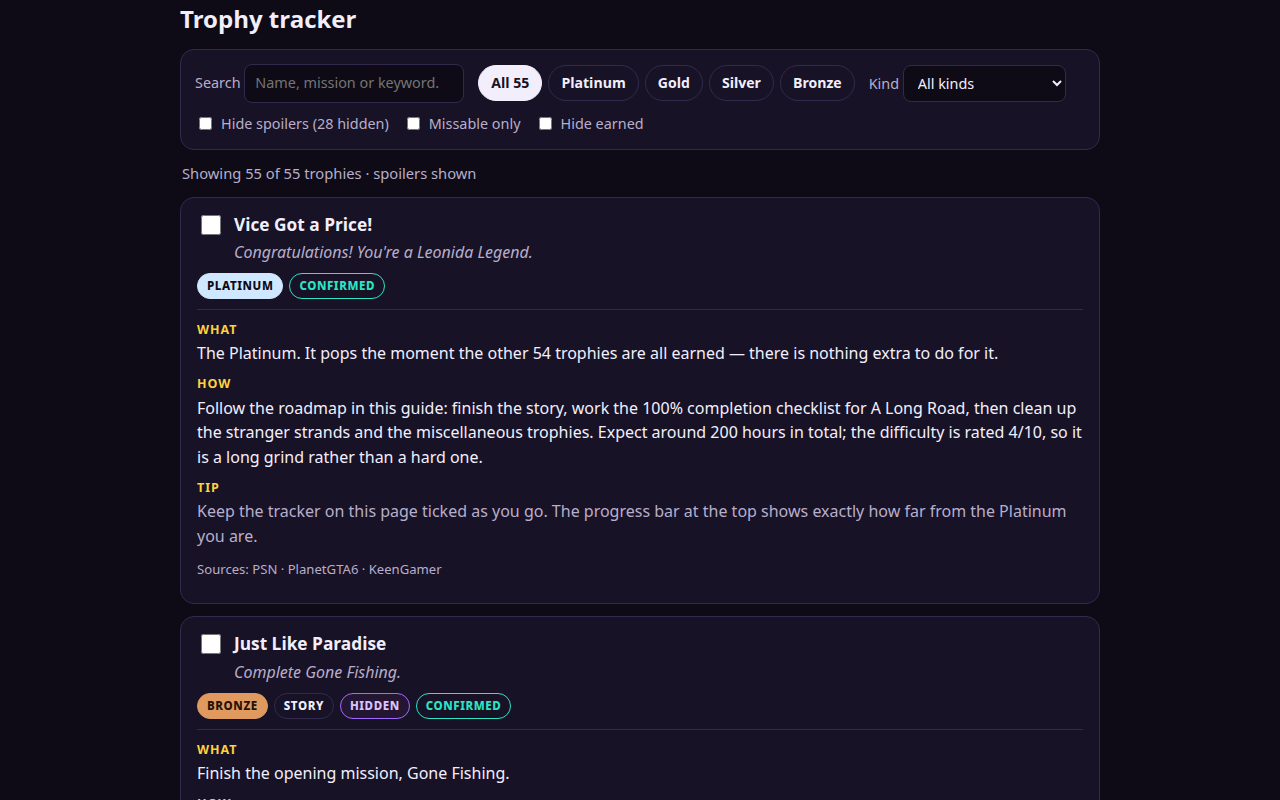 Trophy tracker
Search Name, mission or keyword. All 55 Platinum Gold Silver Bronze Kind All kinds
Hide spoilers (28 hidden) Missable only Hide earned
Showing 55 of 55 trophies · spoilers shown
Vice Got a Price!
Congratulations! You're a Leonida Legend.
PLATINUM CONFIRMED
WHAT
The Platinum. It pops the moment the other 54 trophies are all earned — there is nothing extra to do for it.
HOW
Follow the roadmap in this guide: finish the story, work the 100% completion checklist for A Long Road, then clean up
the stranger strands and the miscellaneous trophies. Expect around 200 hours in total; the difficulty is rated 4/10, so it
is a long grind rather than a hard one.
TIP
Keep the tracker on this page ticked as you go. The progress bar at the top shows exactly how far from the Platinum
you are.
Sources: PSN · PlanetGTA6 · KeenGamer
Just Like Paradise
Complete Gone Fishing.
BRONZE STORY HIDDEN CONFIRMED
WHAT
Finish the opening mission, Gone Fishing.